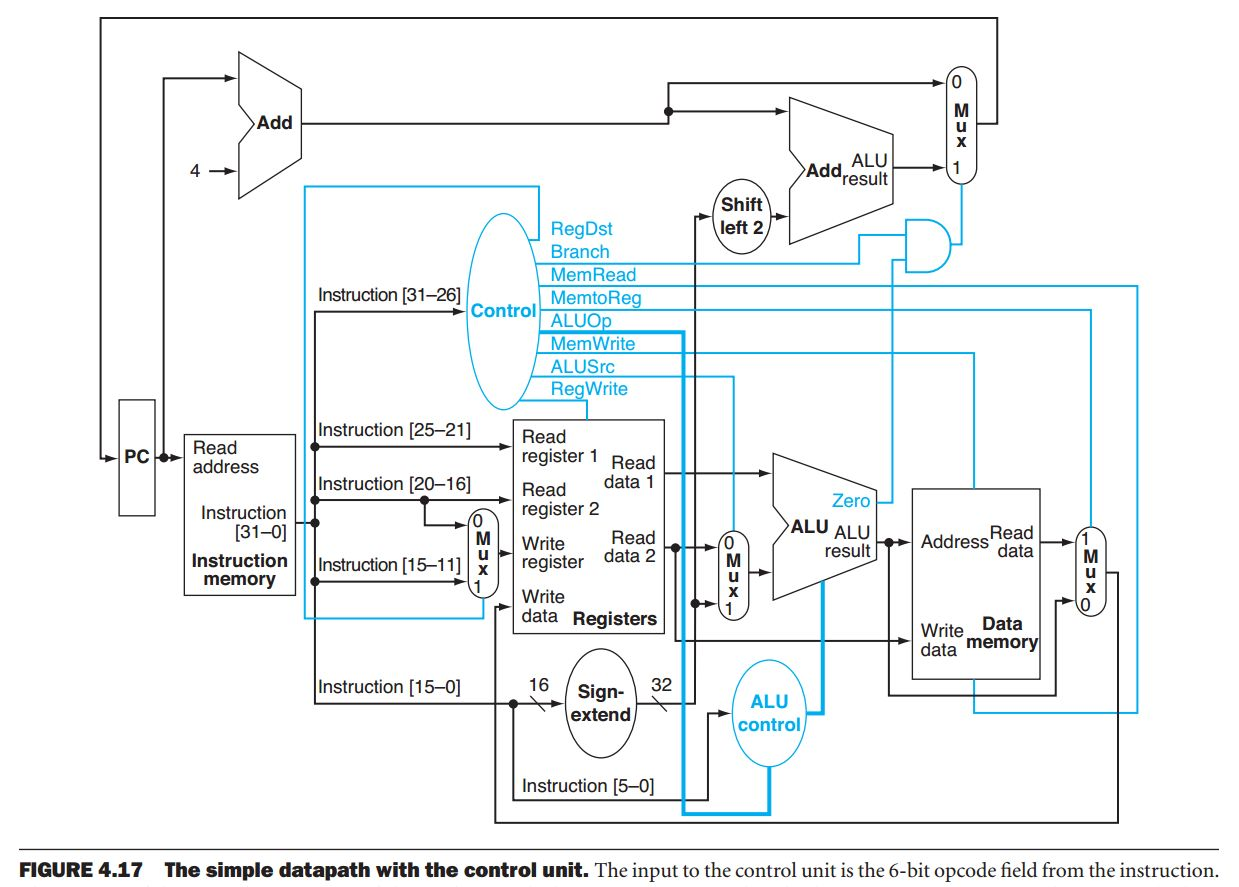 0
M
u
x
1
Add
4
Add ALU
result
Shift
left 2
RegDst
Branch
MemRead
MemtoReg
ALUOp
MemWrite
ALUSrc
RegWrite
Control
Instruction [31–26]
PC
Read
address
Instruction
[31–0]
Instruction
memory
Instruction [25–21]
Instruction [20–16]
Instruction [15–11]
0
M
u
x
1
Read
register 1
Read
register 2
Write
register
Write
data
Read
data 1
Read
data 2
Registers
0
M
u
x
1
Zero
ALU ALU
result
Address
Read
data
Write
data
Data
memory
1
M
u
x
0
Instruction [15–0]
16
Sign-
extend
32
ALU
control
Instruction [5–0]
FIGURE 4.17 The simple datapath with the control unit. The input to the control unit is the 6-bit opcode field from the instruction.